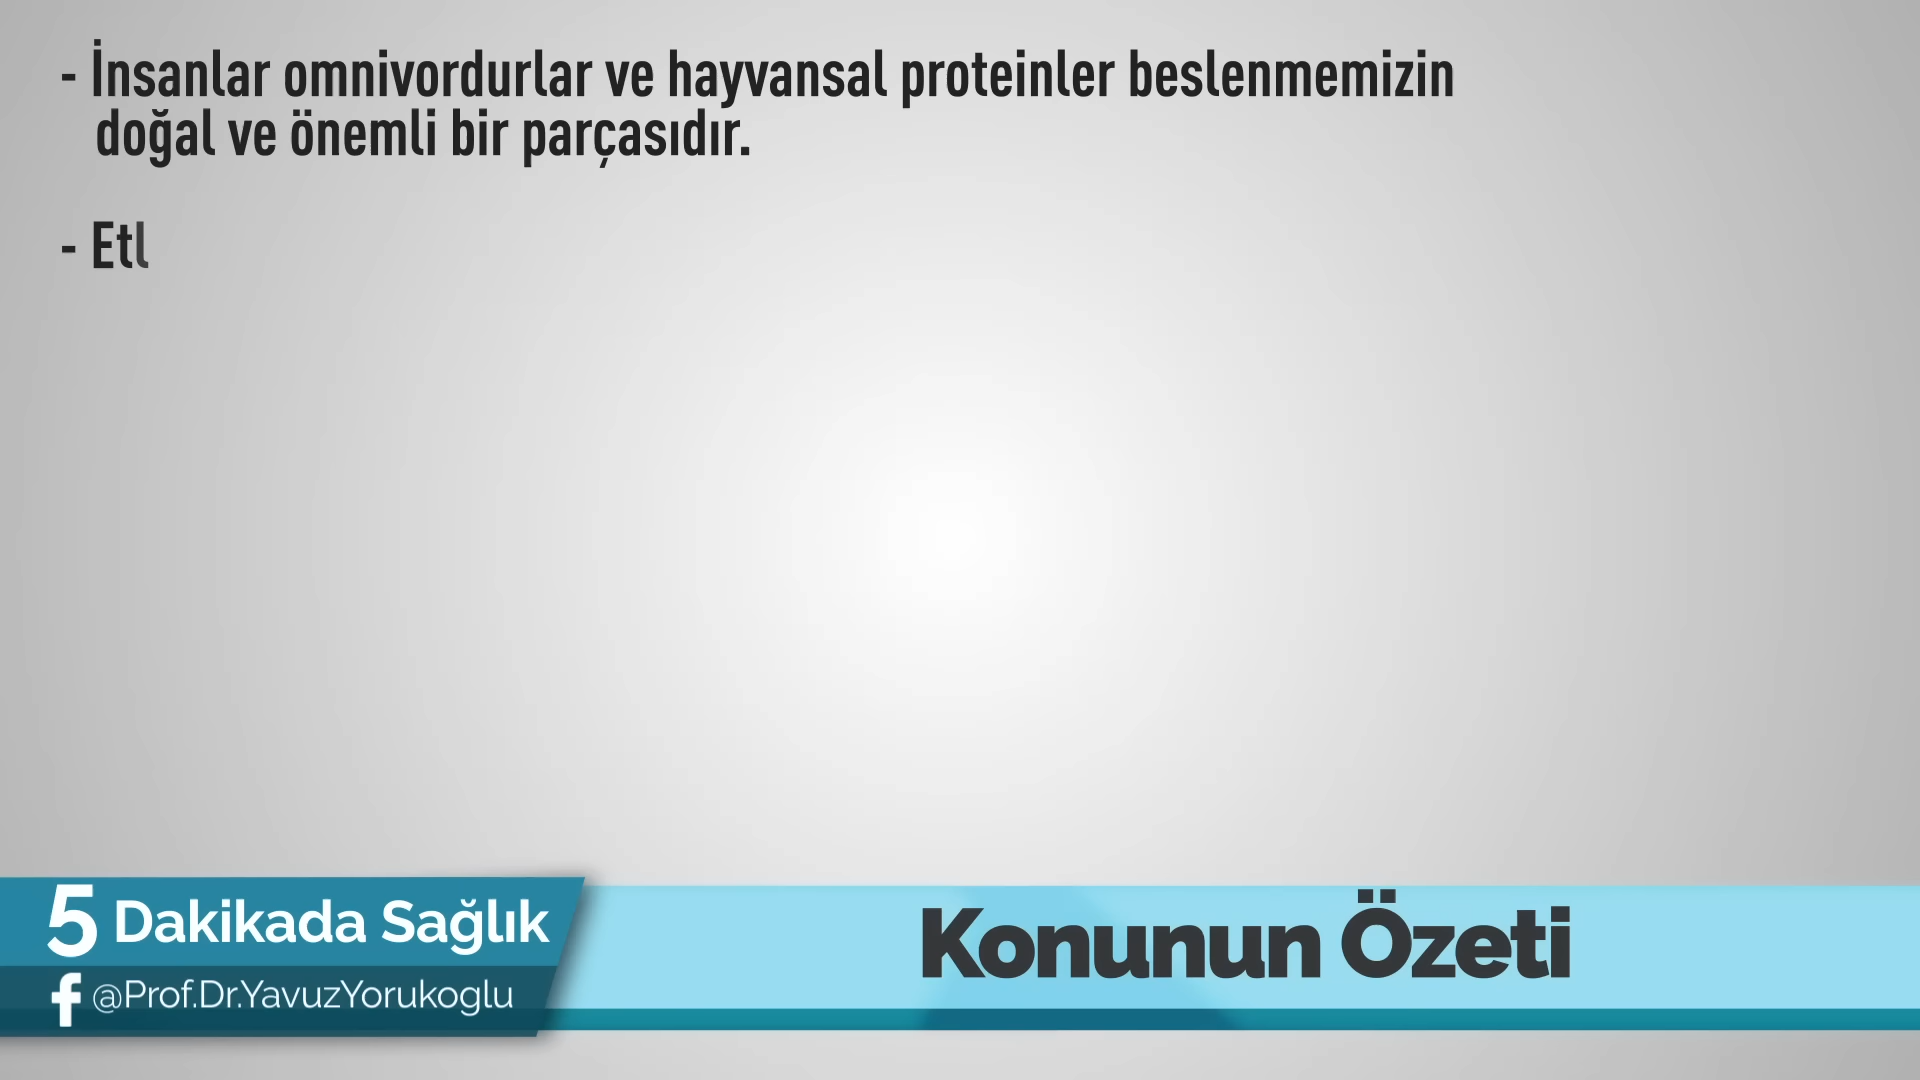 - İnsanlar omnivordurlar ve hayvansal proteinler beslenmemizin
doğal ve önemli bir parçasıdır.
- Etl
5 Dakikada Sağlık
f @Prof.Dr.YavuzYorukoglu
Konunun Özeti